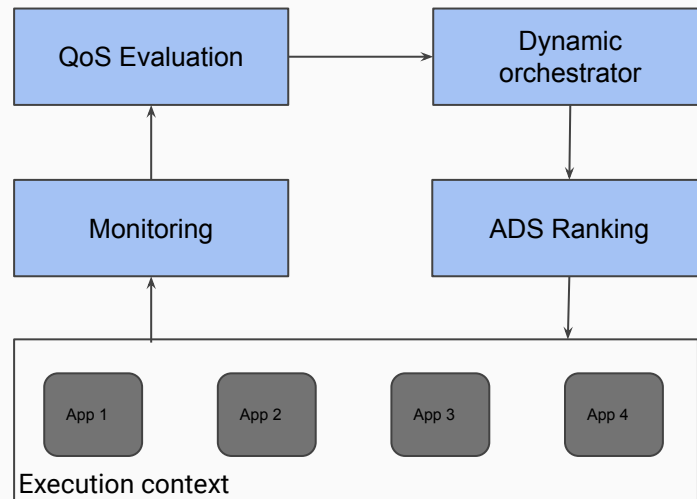 QoS Evaluation
Dynamic
orchestrator
Monitoring
ADS Ranking
App 1
App 2
App 3
App 4
Execution context